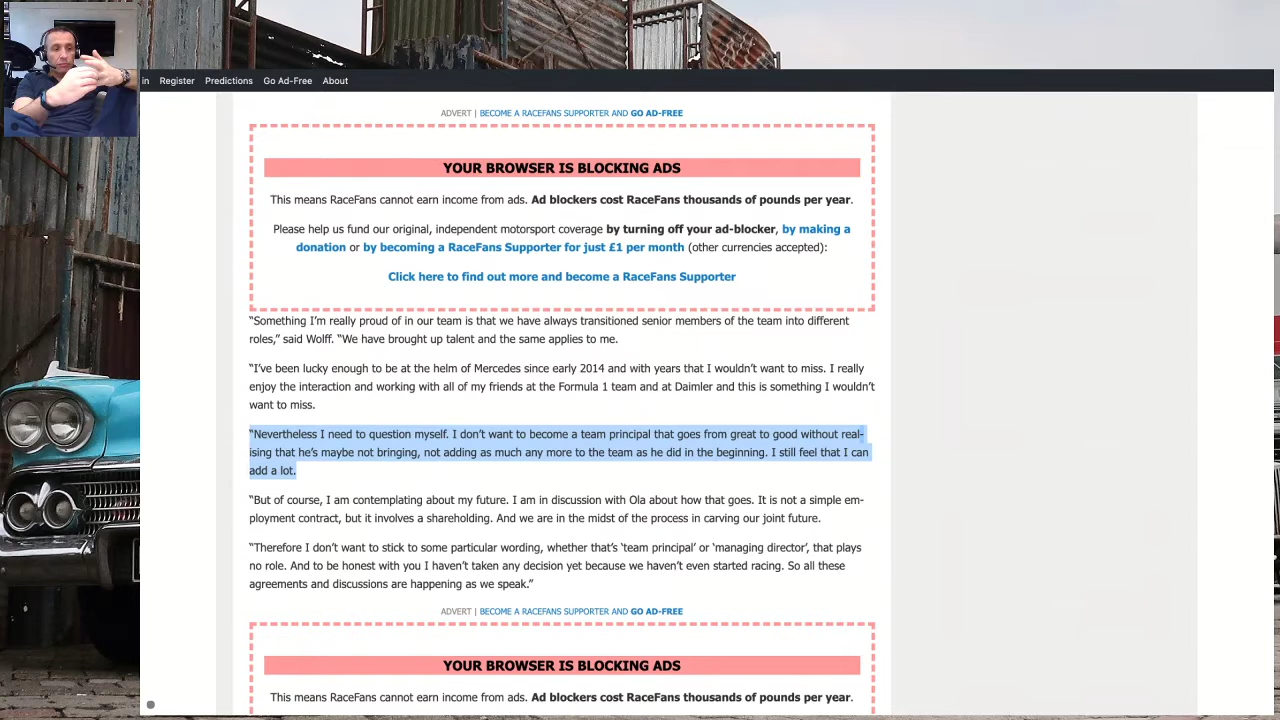 in Register Predictions Go Ad-Free About
ADVERT | BECOME A RACEFANS SUPPORTER AND GO AD-FREE
YOUR BROWSER IS BLOCKING ADS
This means RaceFans cannot earn income from ads. Ad blockers cost RaceFans thousands of pounds per year.
Please help us fund our original, independent motorsport coverage by turning off your ad-blocker, by making a
donation or by becoming a RaceFans Supporter for just £1 per month (other currencies accepted):
Click here to find out more and become a RaceFans Supporter
“Something I’m really proud of in our team is that we have always transitioned senior members of the team into different
roles,” said Wolff. “We have brought up talent and the same applies to me.
“I’ve been lucky enough to be at the helm of Mercedes since early 2014 and with years that I wouldn’t want to miss. I really
enjoy the interaction and working with all of my friends at the Formula 1 team and at Daimler and this is something I wouldn’t
want to miss.
“Nevertheless I need to question myself. I don’t want to become a team principal that goes from great to good without real-
ising that he’s maybe not bringing, not adding as much any more to the team as he did in the beginning. I still feel that I can
add a lot.
“But of course, I am contemplating about my future. I am in discussion with Ola about how that goes. It is not a simple em-
ployment contract, but it involves a shareholding. And we are in the midst of the process in carving our joint future.
“Therefore I don’t want to stick to some particular wording, whether that’s ‘team principal’ or ‘managing director’, that plays
no role. And to be honest with you I haven’t taken any decision yet because we haven’t even started racing. So all these
agreements and discussions are happening as we speak.”
ADVERT | BECOME A RACEFANS SUPPORTER AND GO AD-FREE
YOUR BROWSER IS BLOCKING ADS
This means RaceFans cannot earn income from ads. Ad blockers cost RaceFans thousands of pounds per year.